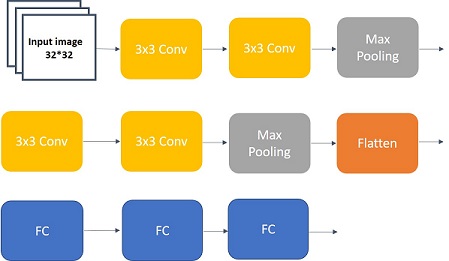 Input image
32*32
3x3 Conv
3x3 Conv
Max
Pooling
3x3 Conv
3x3 Conv
Max
Pooling
Flatten
FC
FC
FC